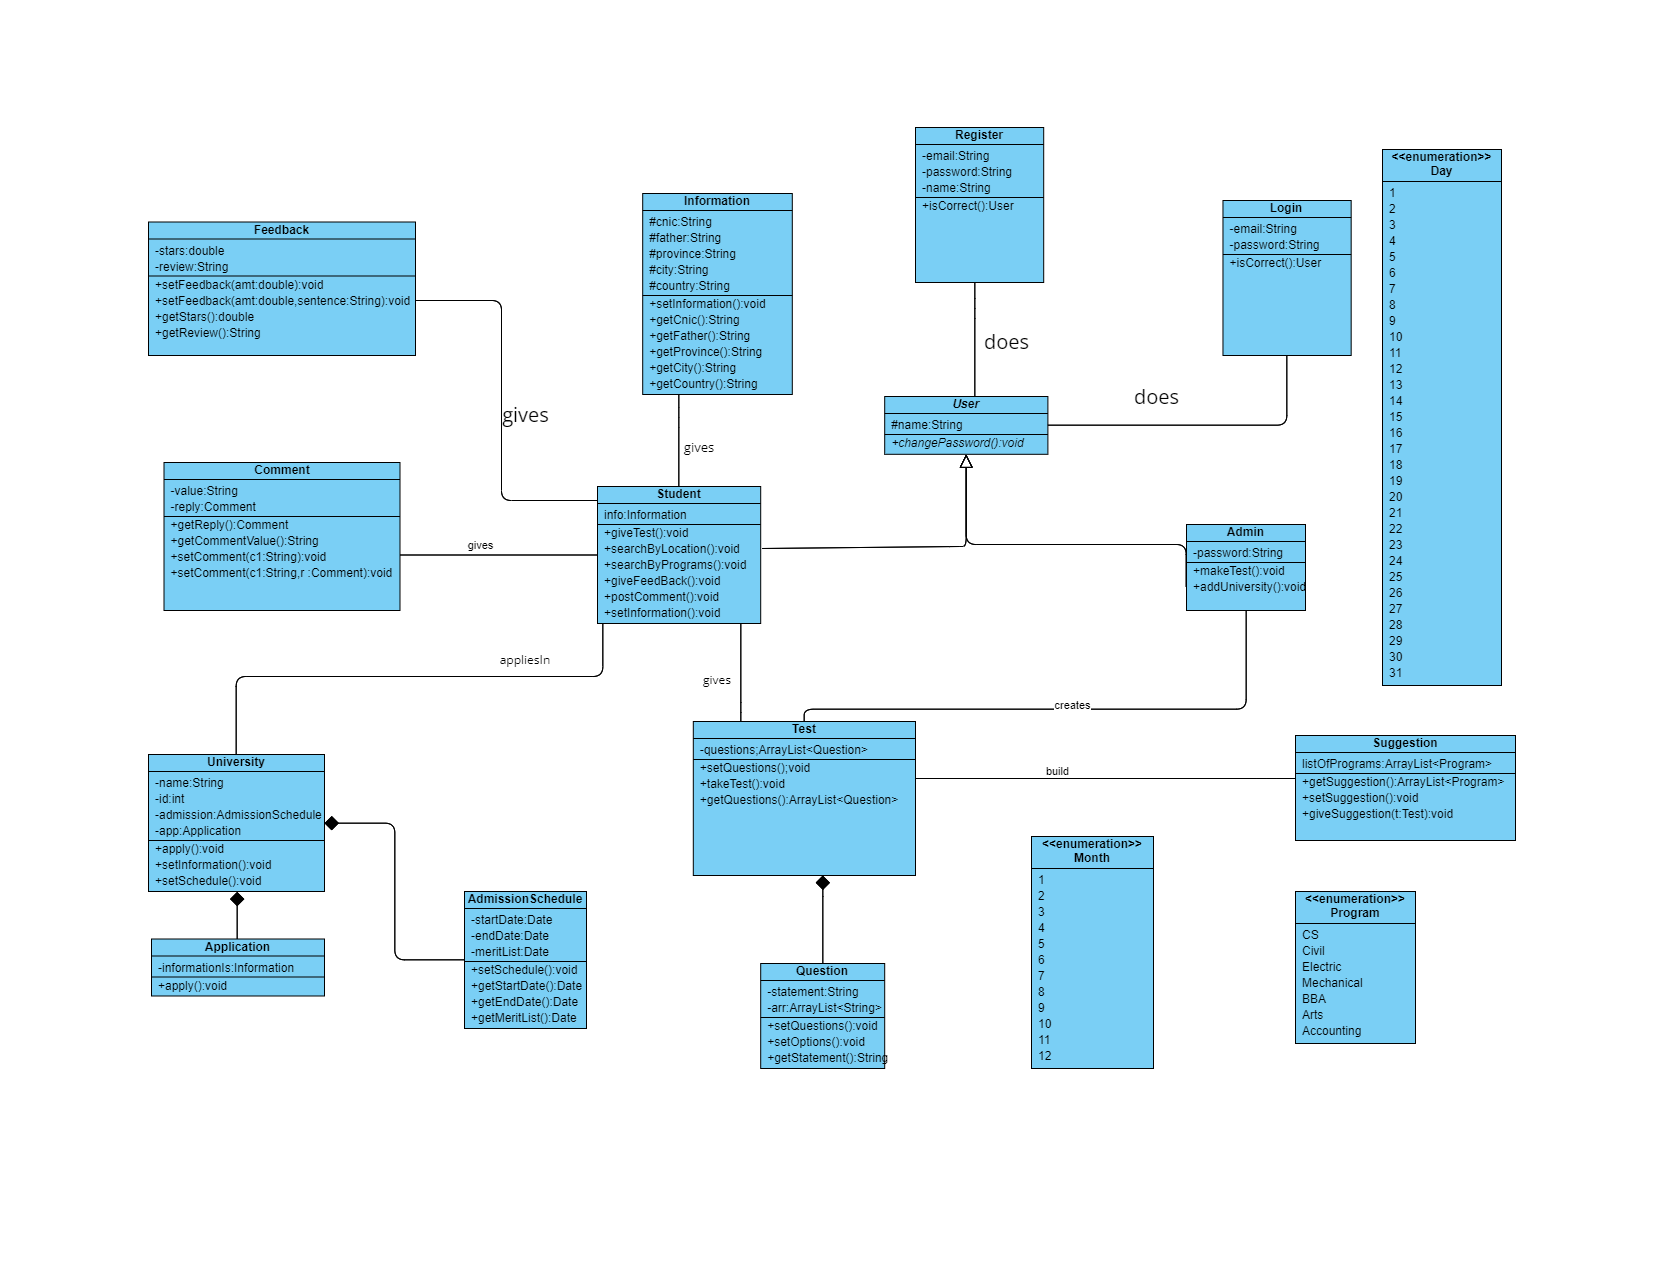 Register
-email:String
-password:String
-name:String
+isCorrect():User
<<enumeration>>
Day
1
2
3
4
5
6
7
8
9
10
11
12
13
14
15
16
17
18
19
20
21
22
23
24
25
26
27
28
29
30
31
Information
#cnic:String
#father:String
#province:String
#city:String
#country:String
+setInformation():void
+getCnic():String
+getFather():String
+getProvince():String
+getCity():String
+getCountry():String
Login
-email:String
-password:String
+isCorrect():User
Feedback
-stars:double
-review:String
+setFeedback(amt:double):void
+setFeedback(amt:double,sentence:String):void
+getStars():double
+getReview():String
does
does
gives
gives
User
#name:String
+changePassword():void
Comment
-value:String
-reply:Comment
+getReply():Comment
+getCommentValue():String
+setComment(c1:String):void
+setComment(c1:String,r :Comment):void
gives
Student
info:Information
+giveTest():void
+searchByLocation():void
+searchByPrograms():void
+giveFeedBack():void
+postComment():void
+setInformation():void
Admin
-password:String
+makeTest():void
+addUniversity():void
appliesIn
gives
creates
Test
-questions;ArrayList<Question>
+setQuestions();void
+takeTest():void
+getQuestions():ArrayList<Question>
build
Suggestion
listOfPrograms:ArrayList<Program>
+getSuggestion():ArrayList<Program>
+setSuggestion():void
+giveSuggestion(t:Test):void
University
-name:String
-id:int
-admission:AdmissionSchedule
-app:Application
+apply():void
+setInformation():void
+setSchedule():void
<<enumeration>>
Month
1
2
3
4
5
6
7
8
9
10
11
12
AdmissionSchedule
-startDate:Date
-endDate:Date
-meritList:Date
+setSchedule():void
+getStartDate():Date
+getEndDate():Date
+getMeritList():Date
<<enumeration>>
Program
CS
Civil
Electric
Mechanical
BBA
Arts
Accounting
Application
-informationIs:Information
+apply():void
Question
-statement:String
-arr:ArrayList<String>
+setQuestions():void
+setOptions():void
+getStatement():String